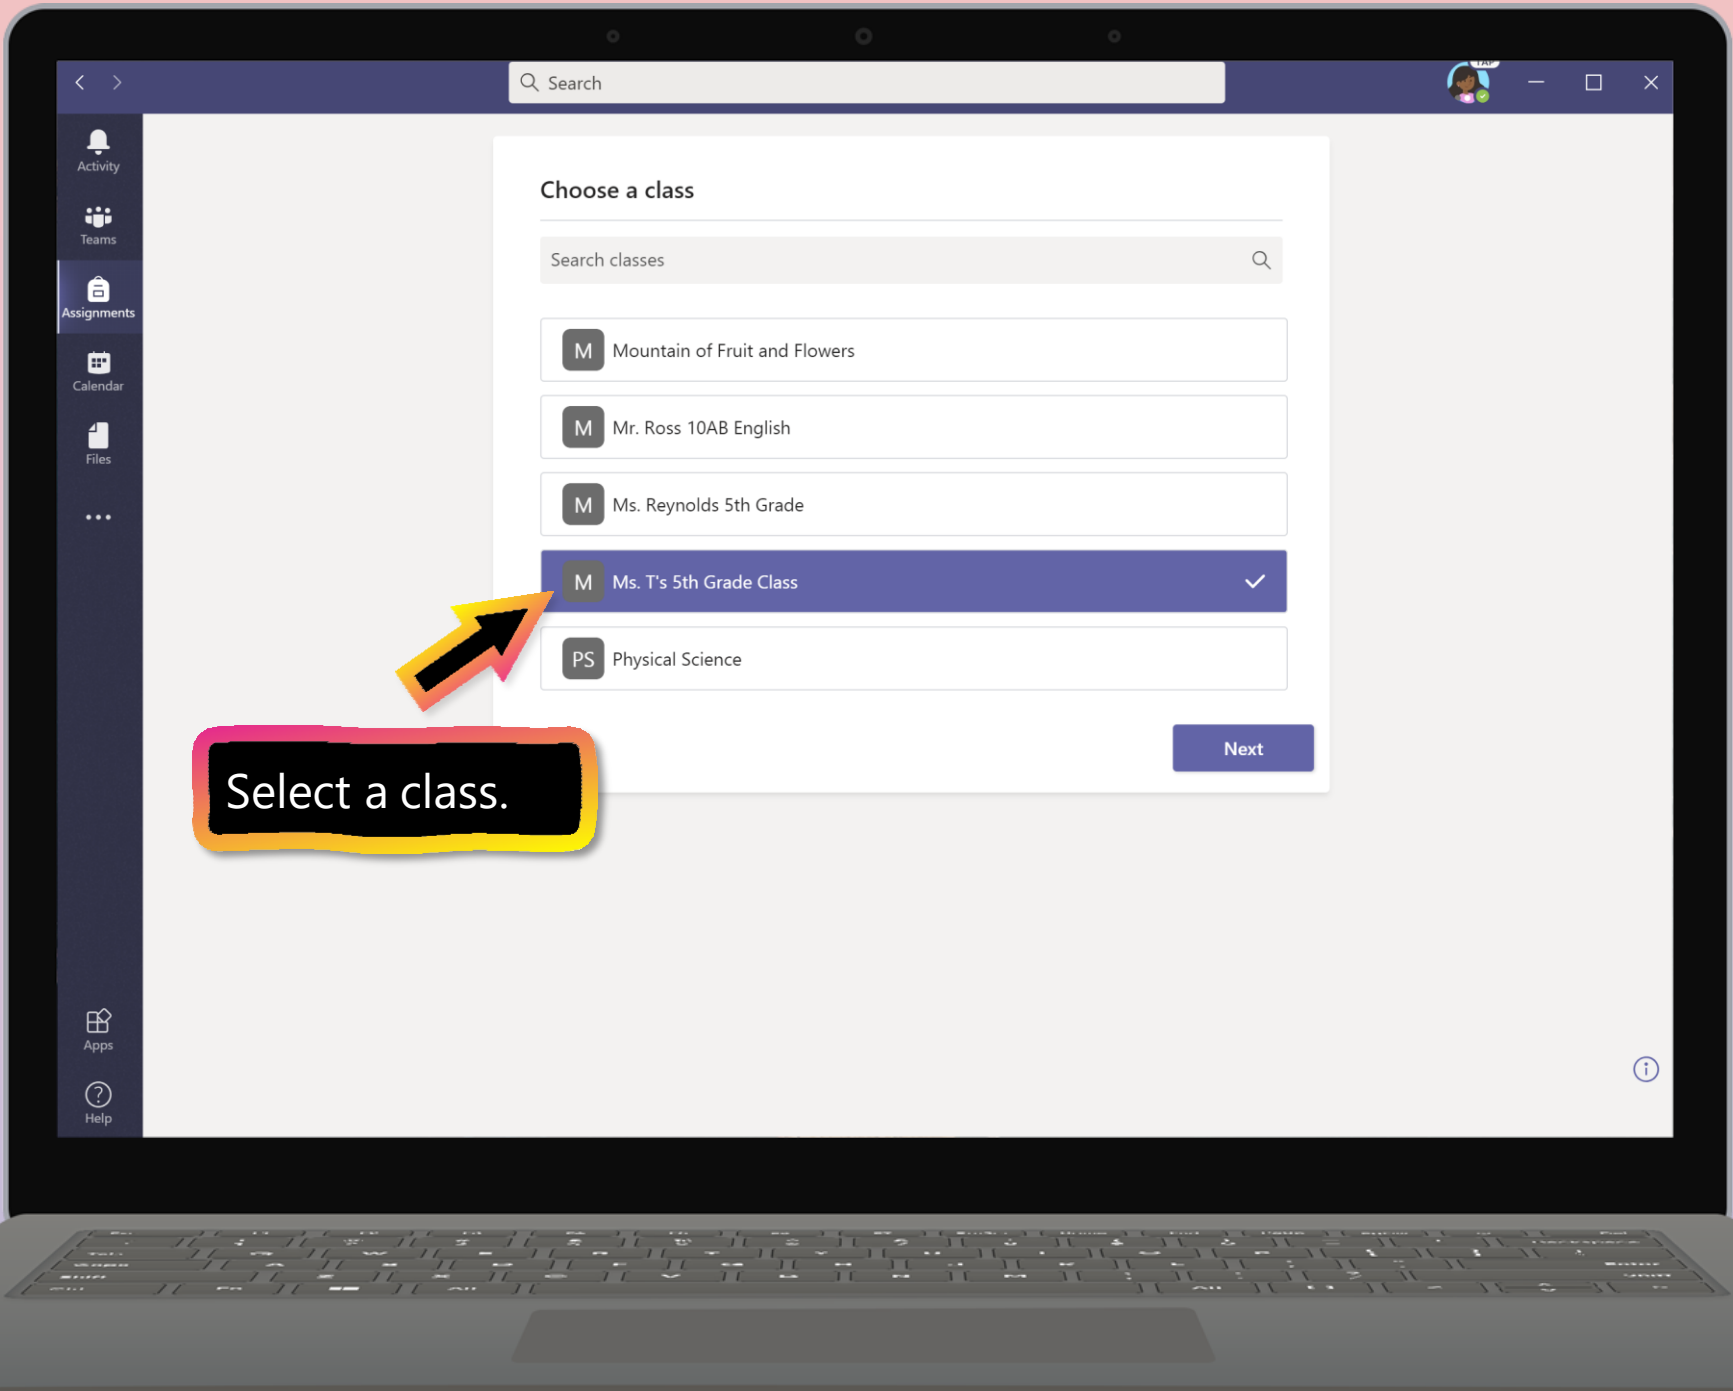 Search
TAP
Activity
Teams
Assignments
Calendar
Files
Apps
Help
Choose a class
Search classes
M Mountain of Fruit and Flowers
M Mr. Ross 10AB English
M Ms. Reynolds 5th Grade
M Ms. T's 5th Grade Class
PS Physical Science
Next
Select a class.